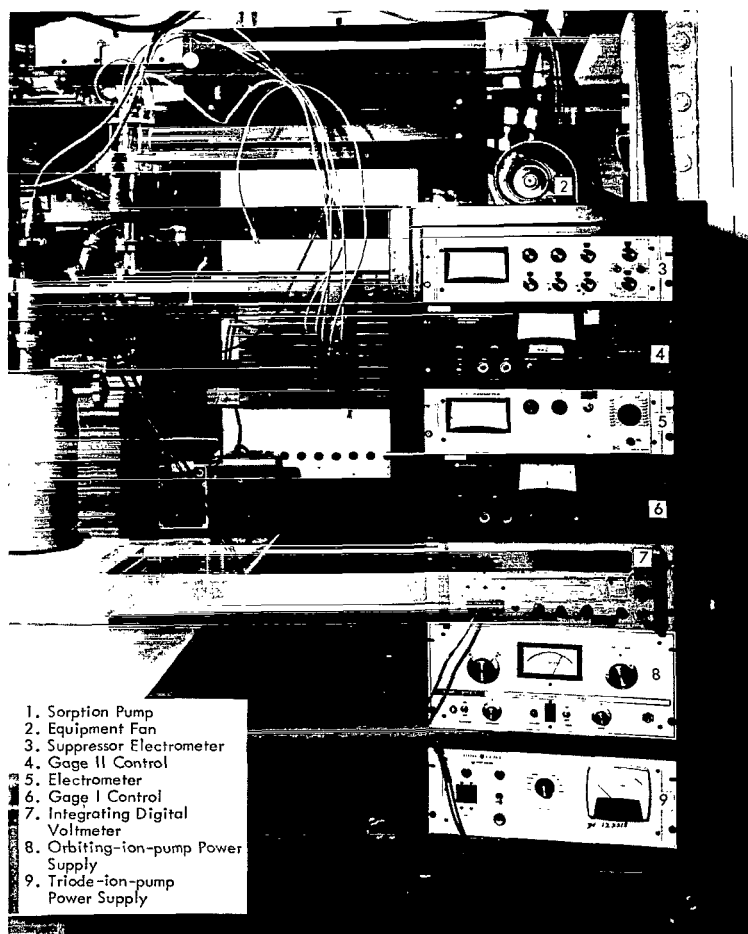 2
3
4
1
5
6
7
8
9
1. Sorption Pump
2. Equipment Fan
3. Suppressor Electrometer
4. Gage II Control
5. Electrometer
6. Gage I Control
7. Integrating Digital
Voltmeter
8. Orbiting-ion-pump Power
Supply
9. Triode-ion-pump
Power Supply